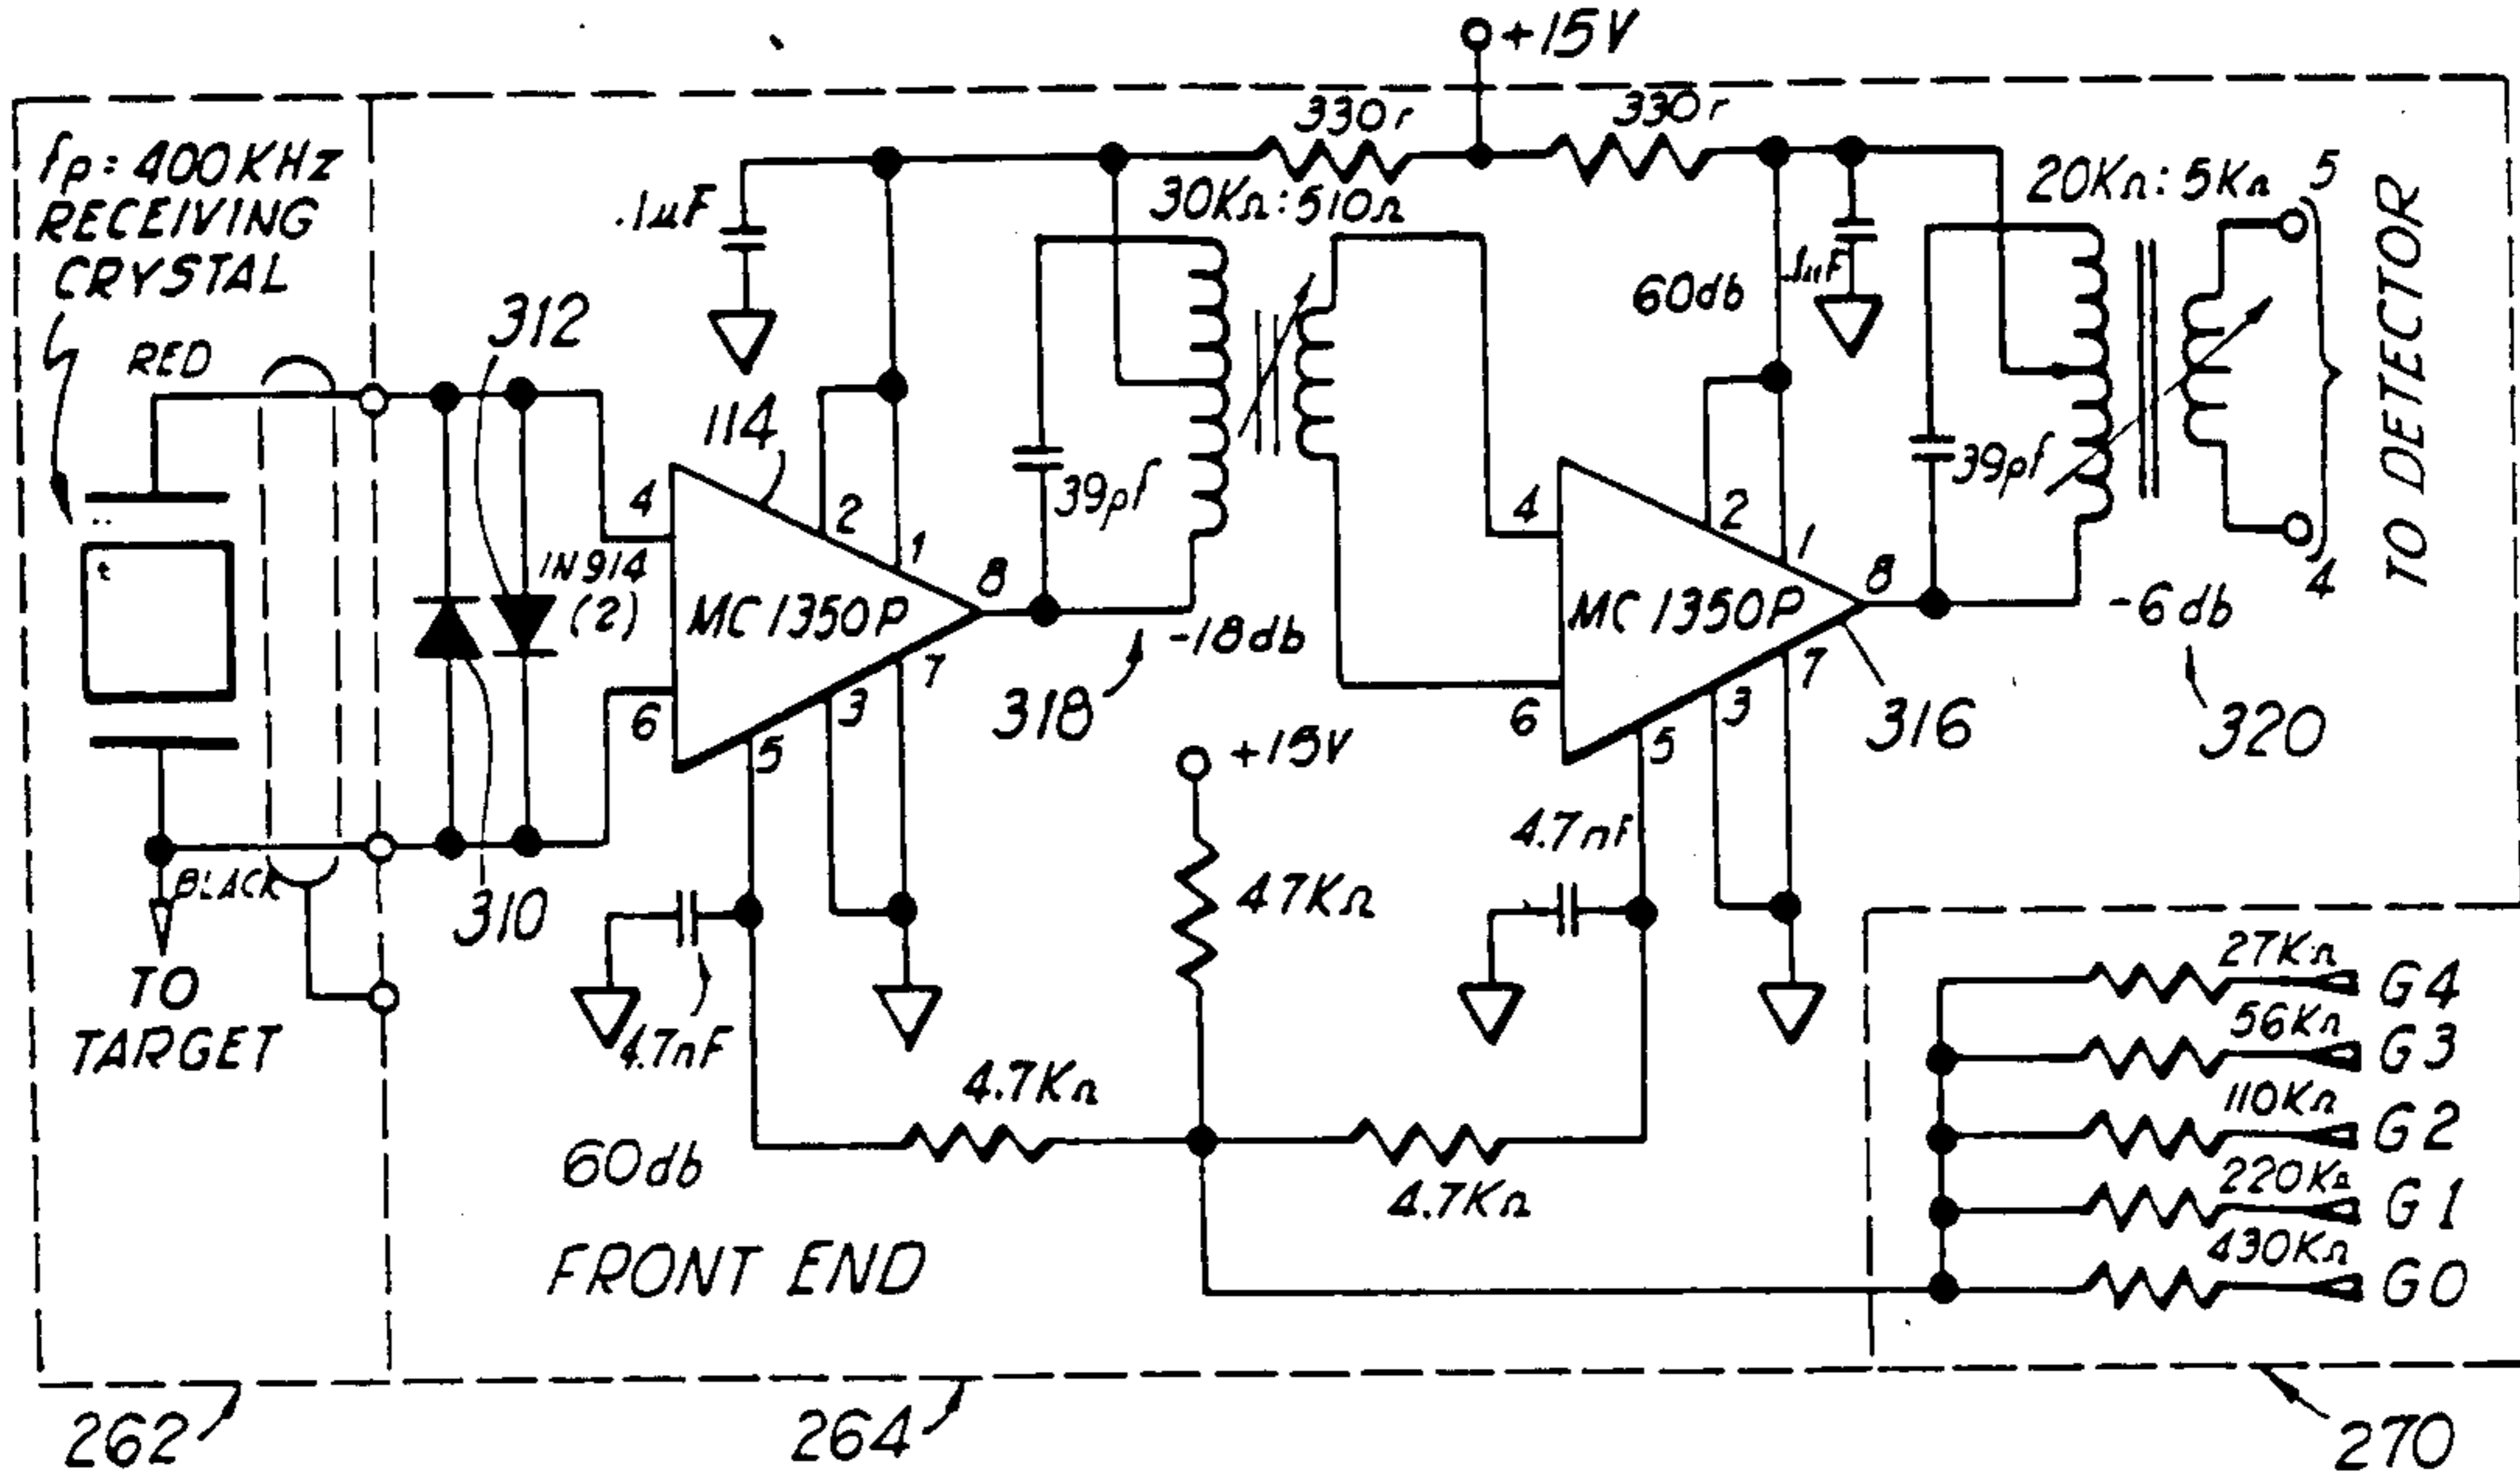 +15V
330r
330r
fp = 400 KHz
RECEIVING
CRYSTAL
.1µF
30KΩ:510Ω
20KΩ:5KΩ
5
TO DETECTOR
RED
312
60db
.1µF
114
39pf
39pf
4
2
1
8
1N914
(2)
MC1350P
-18db
4
2
1
8
MC1350P
-6db
4
6
5
3
7
318
6
5
3
7
316
320
+15V
BLACK
310
4.7nF
47KΩ
4.7nF
TO
TARGET
27KΩ
G4
56KΩ
G3
110KΩ
G2
220KΩ
G1
430KΩ
G0
4.7KΩ
4.7KΩ
60db
FRONT END
262
264
270